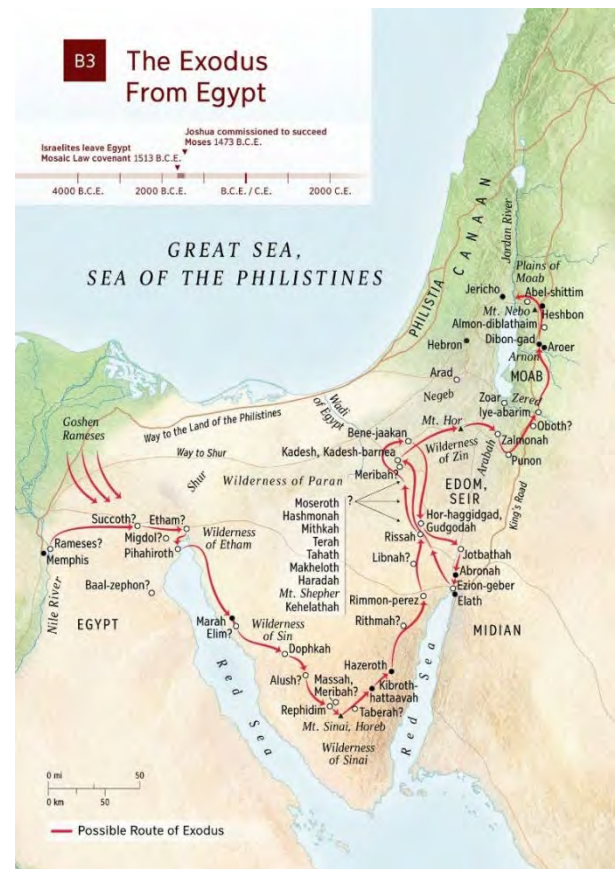 B3
The Exodus
From Egypt
Joshua commissioned to succeed
Moses 1473 B.C.E.
Israelites leave Egypt
Mosaic Law covenant 1513 B.C.E.
4000 B.C.E.
2000 B.C.E.
B.C.E. / C.E.
2000 C.E.
GREAT SEA,
SEA OF THE PHILISTINES
CANAAN
PHILISTIA
Jordan River
Plains of
Moab
Jericho
Abel-shittim
Mt. Nebo
Heshbon
Almon-diblathaim
Dibon-gad
Hebron
Aroer
Arnon
Arad
MOAB
Negeb
Zoar
Zered
Iye-abarim
Wadi
of Egypt
Mt. Hor
Oboth?
Goshen
Rameses
Way to the Land of the Philistines
Bene-jaakan
Wilderness
of Zin
Arabah
Zalmonah
Way to Shur
Kadesh, Kadesh-barnea
Punon
Shur
Meribah?
Wilderness of Paran
EDOM,
SEIR
King's Road
Moseroth
Hashmonah
Mithkah
Terah
Tahath
Makheloth
Haradah
Mt. Shepher
Kehelathah
?
Hor-haggidgad,
Gudgodah
Succoth?
Etham?
Wilderness
of Etham
Rissah
Migdol?
Jotbathah
Rameses?
Pihahiroth
Libnah?
Memphis
Abronah
Ezion-geber
Baal-zephon?
Elath
Nile River
Rimmon-perez
EGYPT
Marah
Elim?
Wilderness
of Sin
Rithmah?
MIDIAN
Dophkah
Hazeroth
Red Sea
Alush?
Massah,
Meribah?
Kibroth-
hattaavah
Rephidim
Taberah?
Red Sea
Mt. Sinai, Horeb
Wilderness
of Sinai
0 mi
50
0 km
50
Possible Route of Exodus